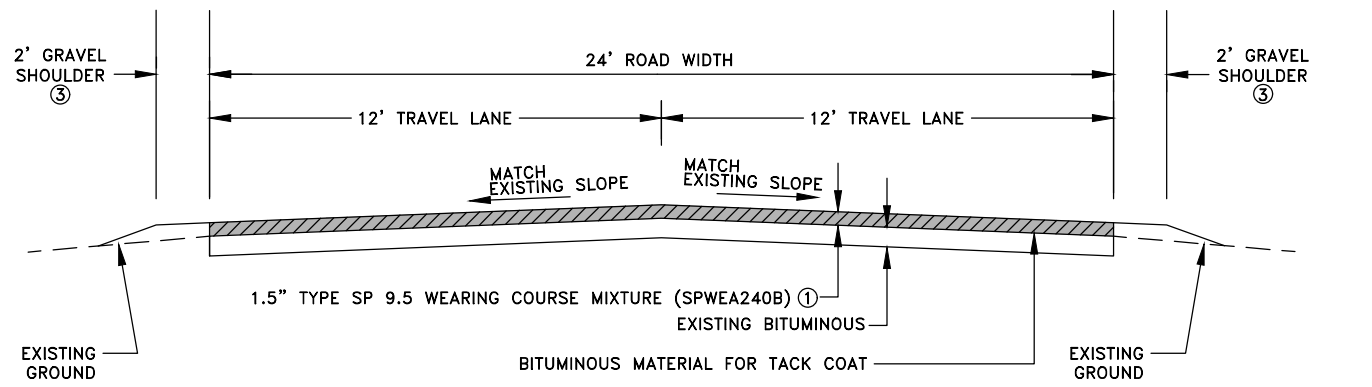 2' GRAVEL
SHOULDER
③
24' ROAD WIDTH
2' GRAVEL
SHOULDER
③
12' TRAVEL LANE
12' TRAVEL LANE
MATCH
EXISTING SLOPE
MATCH
EXISTING SLOPE
1.5" TYPE SP 9.5 WEARING COURSE MIXTURE (SPWEA240B) ①
EXISTING BITUMINOUS
EXISTING
GROUND
BITUMINOUS MATERIAL FOR TACK COAT
EXISTING
GROUND